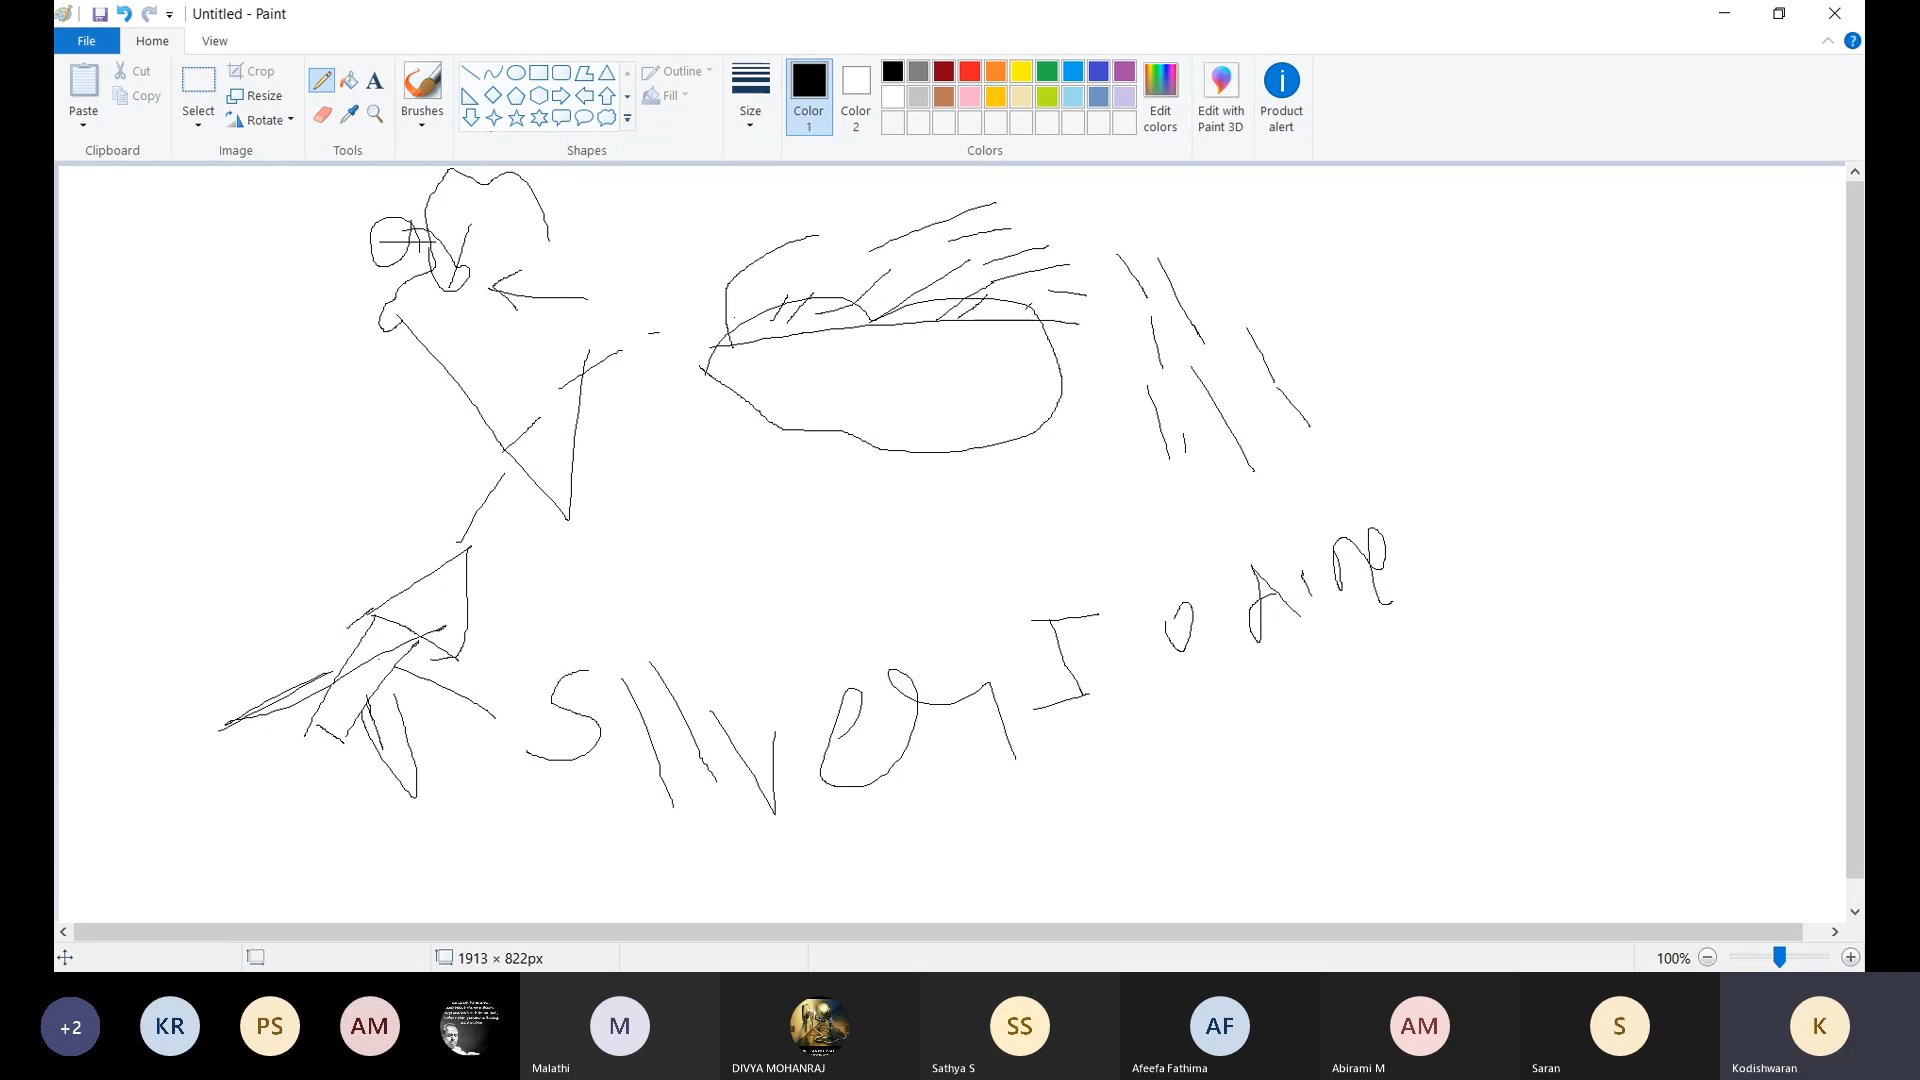 Untitled - Paint
File Home View
Paste
Cut
Copy
Clipboard
Select
Crop
Resize
Rotate
Image
Tools
Brushes
Shapes
Outline
Fill
Size
Color 1
Color 2
Edit colors
Colors
Edit with Paint 3D
Product alert
1913 × 822px
100%
+2 KR PS AM M SS AF AM S K
Malathi DIVYA MOHANRAJ Sathya S Afeefa Fathima Abirami M Saran Kodishwaran